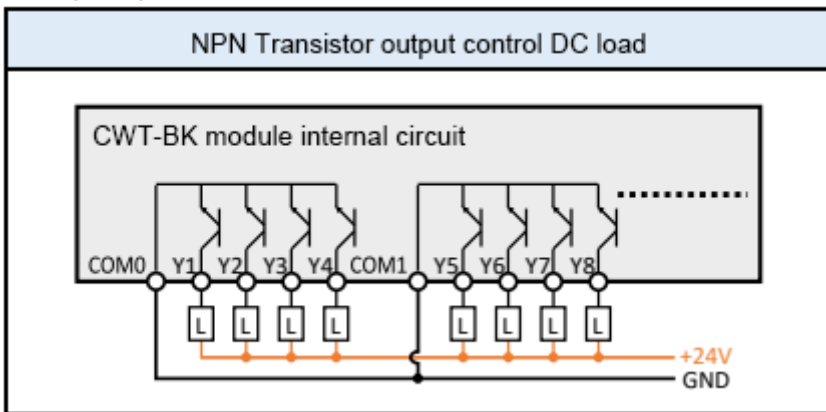 NPN Transistor output control DC load
CWT-BK module internal circuit
COM0 Y1 Y2 Y3 Y4 COM1 Y5 Y6 Y7 Y8
L L L L L L L L
+24V
GND